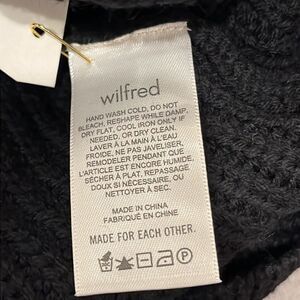 wilfred
HAND WASH COLD, DO NOT
BLEACH, RESHAPE WHILE DAMP,
DRY FLAT, COOL IRON ONLY IF
NEEDED, OR DRY CLEAN.
LAVER À LA MAIN À L'EAU
FROIDE, NE PAS JAVELISER,
REMODELER PENDANT QUE
L'ARTICLE EST ENCORE HUMIDE,
SÉCHER À PLAT, REPASSAGE
DOUX SI NÉCESSAIRE, OU
NETTOYER À SEC.
MADE IN CHINA
FABRIQUÉ EN CHINE
MADE FOR EACH OTHER.
P